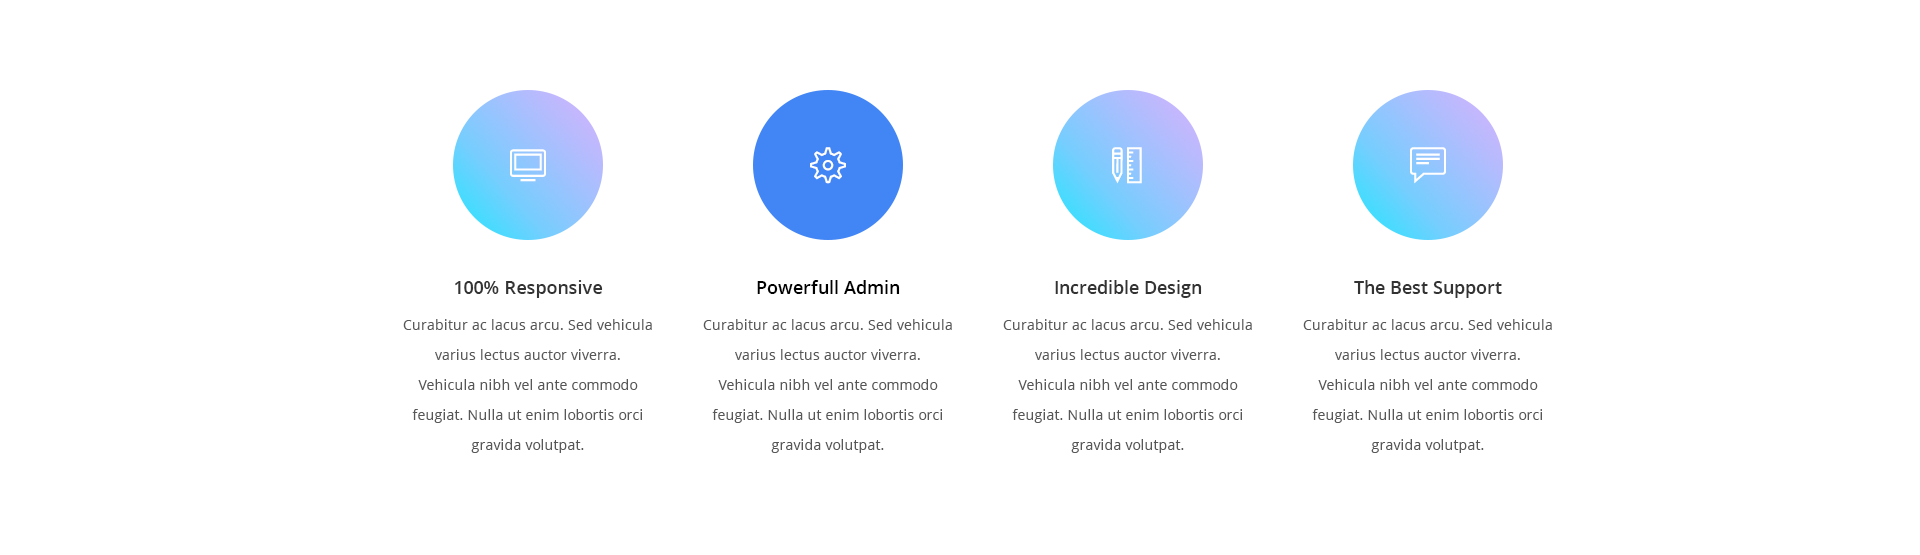 100% Responsive
Curabitur ac lacus arcu. Sed vehicula
varius lectus auctor viverra.
Vehicula nibh vel ante commodo
feugiat. Nulla ut enim lobortis orci
gravida volutpat.
Powerfull Admin
Curabitur ac lacus arcu. Sed vehicula
varius lectus auctor viverra.
Vehicula nibh vel ante commodo
feugiat. Nulla ut enim lobortis orci
gravida volutpat.
Incredible Design
Curabitur ac lacus arcu. Sed vehicula
varius lectus auctor viverra.
Vehicula nibh vel ante commodo
feugiat. Nulla ut enim lobortis orci
gravida volutpat.
The Best Support
Curabitur ac lacus arcu. Sed vehicula
varius lectus auctor viverra.
Vehicula nibh vel ante commodo
feugiat. Nulla ut enim lobortis orci
gravida volutpat.